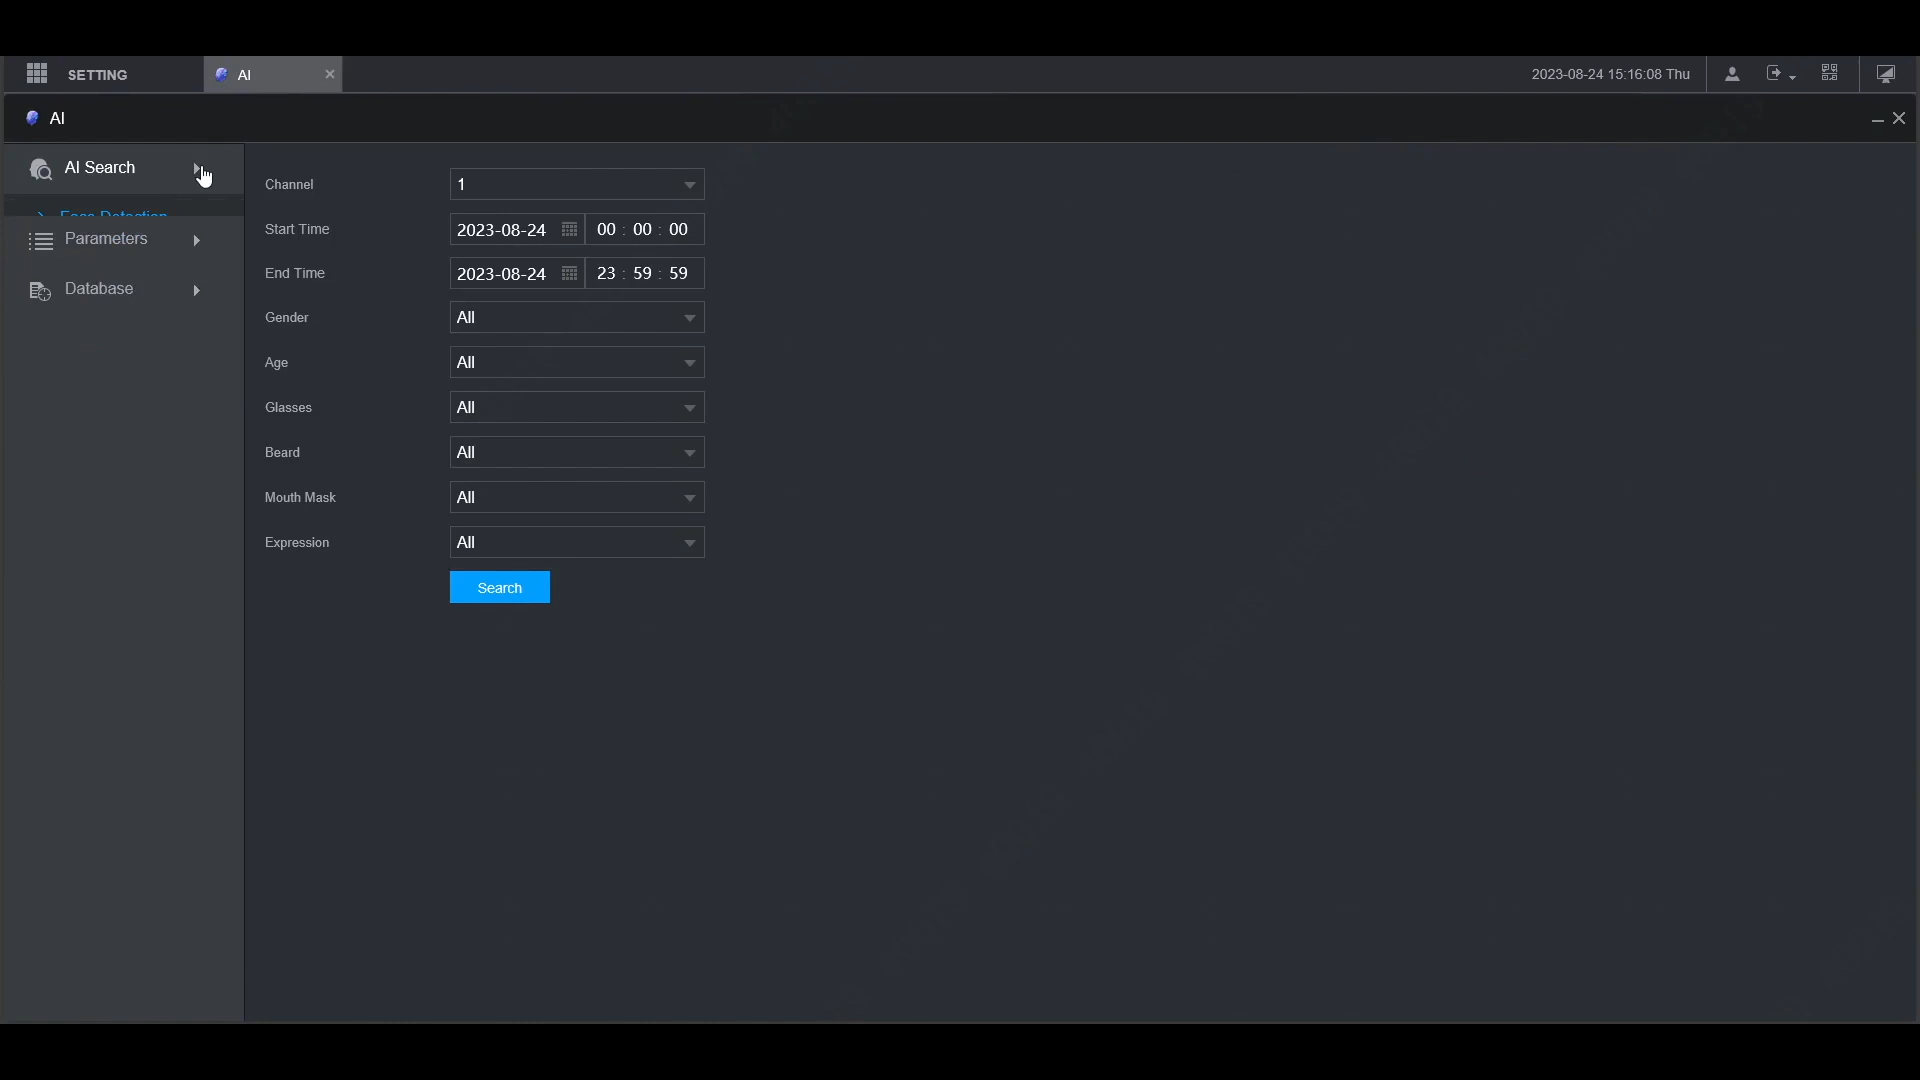 SETTING
AI
2023-08-24 15:16:08 Thu
AI
AI Search
Face Detection
Parameters
Database
Channel 1
Start Time 2023-08-24 00 : 00 : 00
End Time 2023-08-24 23 : 59 : 59
Gender All
Age All
Glasses All
Beard All
Mouth Mask All
Expression All
Search